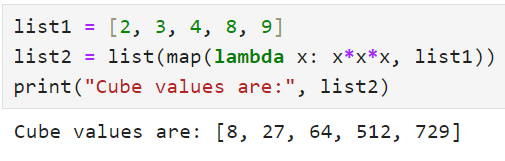 list1 = [2, 3, 4, 8, 9]
list2 = list(map(lambda x: x*x*x, list1))
print("Cube values are:", list2)
Cube values are: [8, 27, 64, 512, 729]